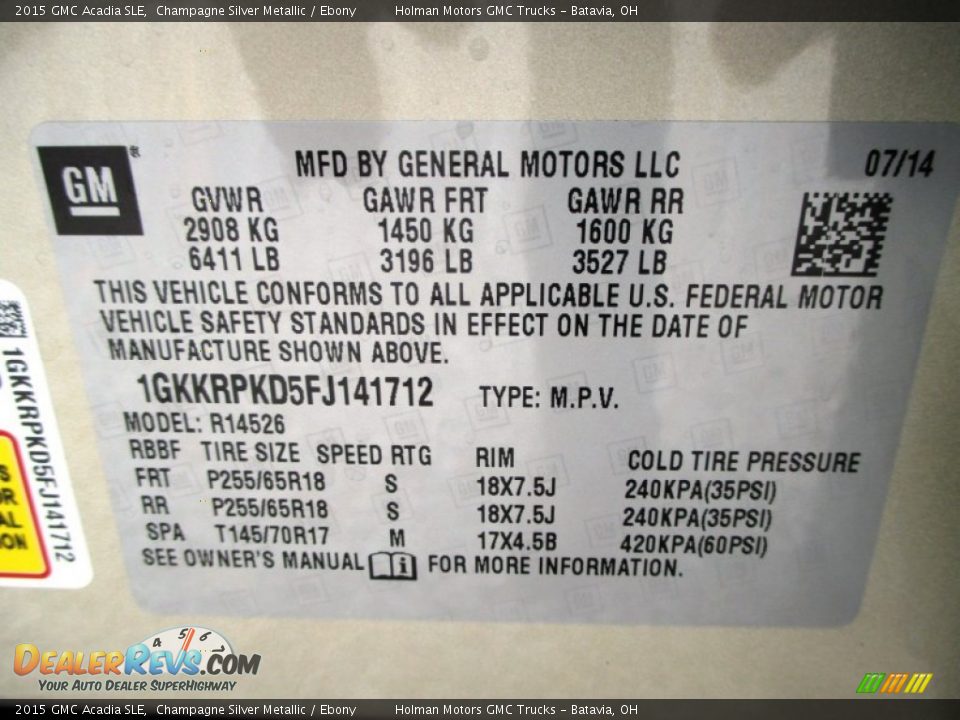 2015 GMC Acadia SLE, Champagne Silver Metallic / Ebony Holman Motors GMC Trucks – Batavia, OH
GM®
MFD BY GENERAL MOTORS LLC 07/14
GVWR GAWR FRT GAWR RR
2908 KG 1450 KG 1600 KG
6411 LB 3196 LB 3527 LB
THIS VEHICLE CONFORMS TO ALL APPLICABLE U.S. FEDERAL MOTOR
VEHICLE SAFETY STANDARDS IN EFFECT ON THE DATE OF
MANUFACTURE SHOWN ABOVE.
1GKKRPKD5FJ141712 TYPE: M.P.V.
MODEL: R14526
RBBF TIRE SIZE SPEED RTG RIM COLD TIRE PRESSURE
FRT P255/65R18 S 18X7.5J 240KPA(35PSI)
RR P255/65R18 S 18X7.5J 240KPA(35PSI)
SPA T145/70R17 M 17X4.5B 420KPA(60PSI)
SEE OWNER'S MANUAL i FOR MORE INFORMATION.
1GKKRPKD5FJ141712
4 5 6
DEALERREVS.COM
YOUR AUTO DEALER SUPERHIGHWAY
2015 GMC Acadia SLE, Champagne Silver Metallic / Ebony Holman Motors GMC Trucks – Batavia, OH